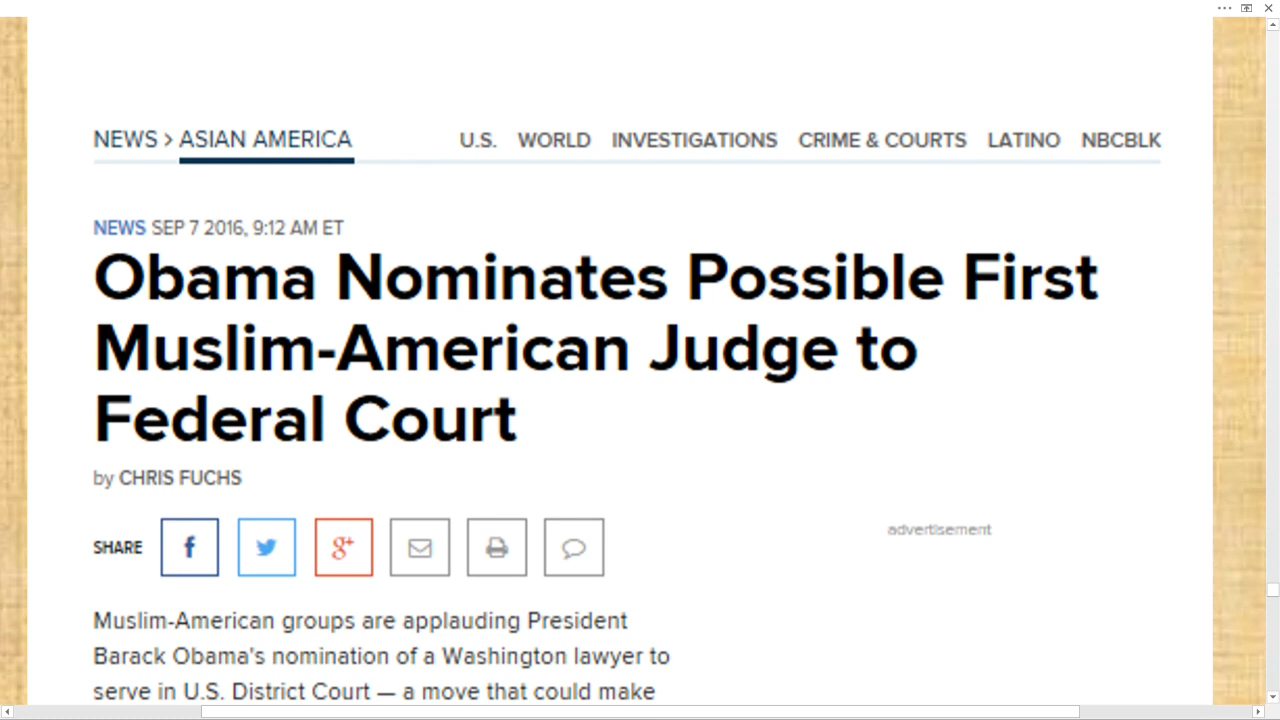 NEWS > ASIAN AMERICA U.S. WORLD INVESTIGATIONS CRIME & COURTS LATINO NBCBLK
NEWS SEP 7 2016, 9:12 AM ET
Obama Nominates Possible First
Muslim-American Judge to
Federal Court
by CHRIS FUCHS
SHARE f g+
advertisement
Muslim-American groups are applauding President
Barack Obama's nomination of a Washington lawyer to
serve in U.S. District Court — a move that could make